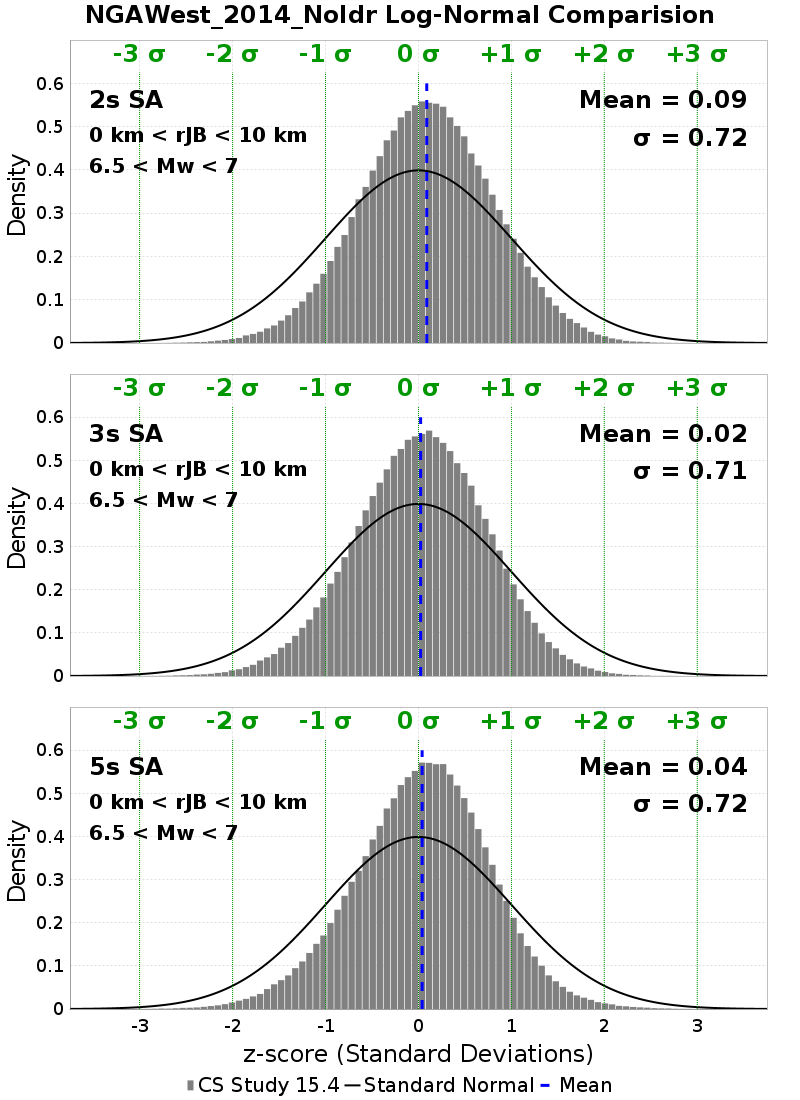 NGAWest_2014_NoIdr Log-Normal Comparision
-3 σ -2 σ -1 σ 0 σ +1 σ +2 σ +3 σ
2s SA
0 km < rJB < 10 km
6.5 < Mw < 7
Mean = 0.09
σ = 0.72
Density
0.6
0.5
0.4
0.3
0.2
0.1
0
-3 σ -2 σ -1 σ 0 σ +1 σ +2 σ +3 σ
3s SA
0 km < rJB < 10 km
6.5 < Mw < 7
Mean = 0.02
σ = 0.71
Density
0.6
0.5
0.4
0.3
0.2
0.1
0
-3 σ -2 σ -1 σ 0 σ +1 σ +2 σ +3 σ
5s SA
0 km < rJB < 10 km
6.5 < Mw < 7
Mean = 0.04
σ = 0.72
Density
0.6
0.5
0.4
0.3
0.2
0.1
0
-3 -2 -1 0 1 2 3
z-score (Standard Deviations)
CS Study 15.4 Standard Normal Mean